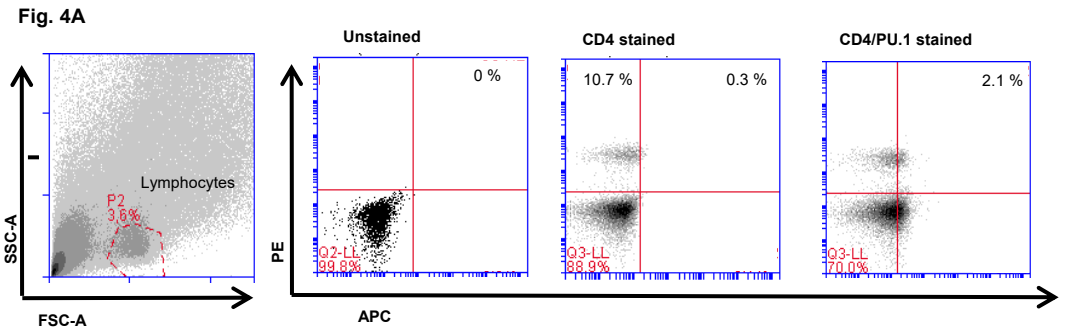 Fig. 4A
Unstained
CD4 stained
CD4/PU.1 stained
0 %
10.7 %
0.3 %
2.1 %
Lymphocytes
P2
3.6%
SSC-A
PE
Q2-LL
99.8%
Q3-LL
88.9%
Q3-LL
70.0%
FSC-A
APC